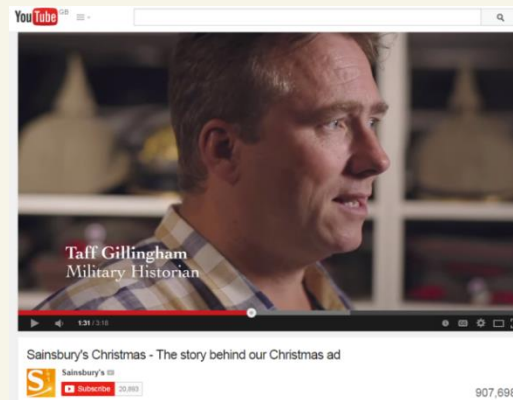 YouTube GB
Taff Gillingham
Military Historian
1:31 / 3:18
Sainsbury's Christmas - The story behind our Christmas ad
S
Sainsbury's
Subscribe 20,993
907,698